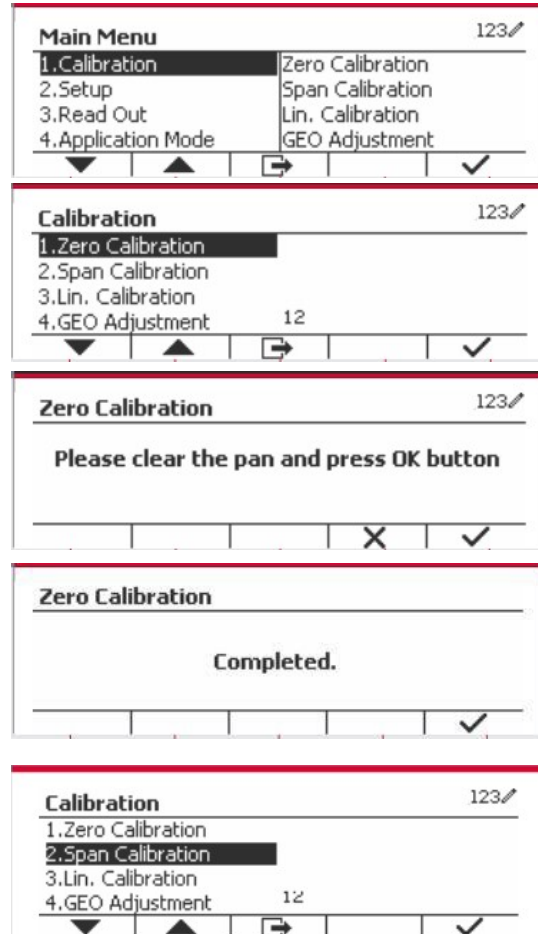 Main Menu 123
1.Calibration Zero Calibration
2.Setup Span Calibration
3.Read Out Lin. Calibration
4.Application Mode GEO Adjustment
Calibration 123
1.Zero Calibration
2.Span Calibration
3.Lin. Calibration
4.GEO Adjustment 12
Zero Calibration 123
Please clear the pan and press OK button
Zero Calibration
Completed.
Calibration 123
1.Zero Calibration
2.Span Calibration
3.Lin. Calibration
4.GEO Adjustment 12